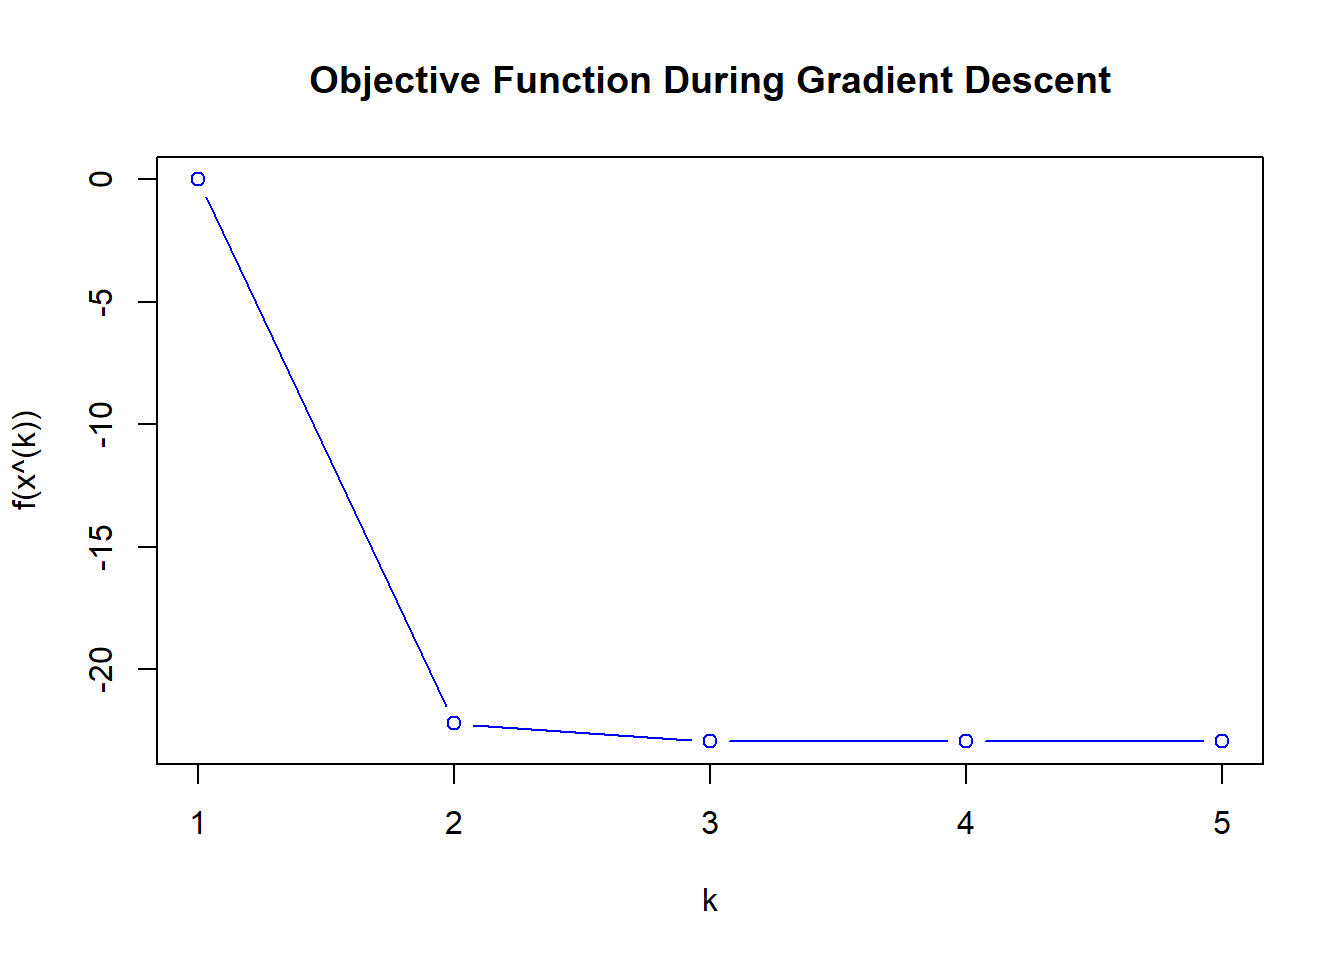 Objective Function During Gradient Descent
0
-5
-10
-15
-20
f(x^(k))
1 2 3 4 5
k